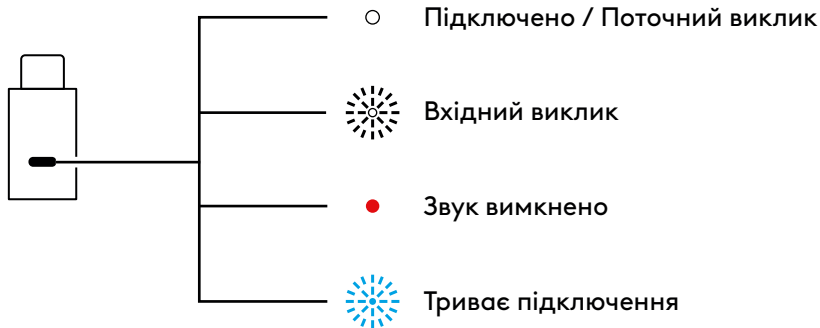 Підключено / Поточний виклик
Вхідний виклик
Звук вимкнено
Триває підключення